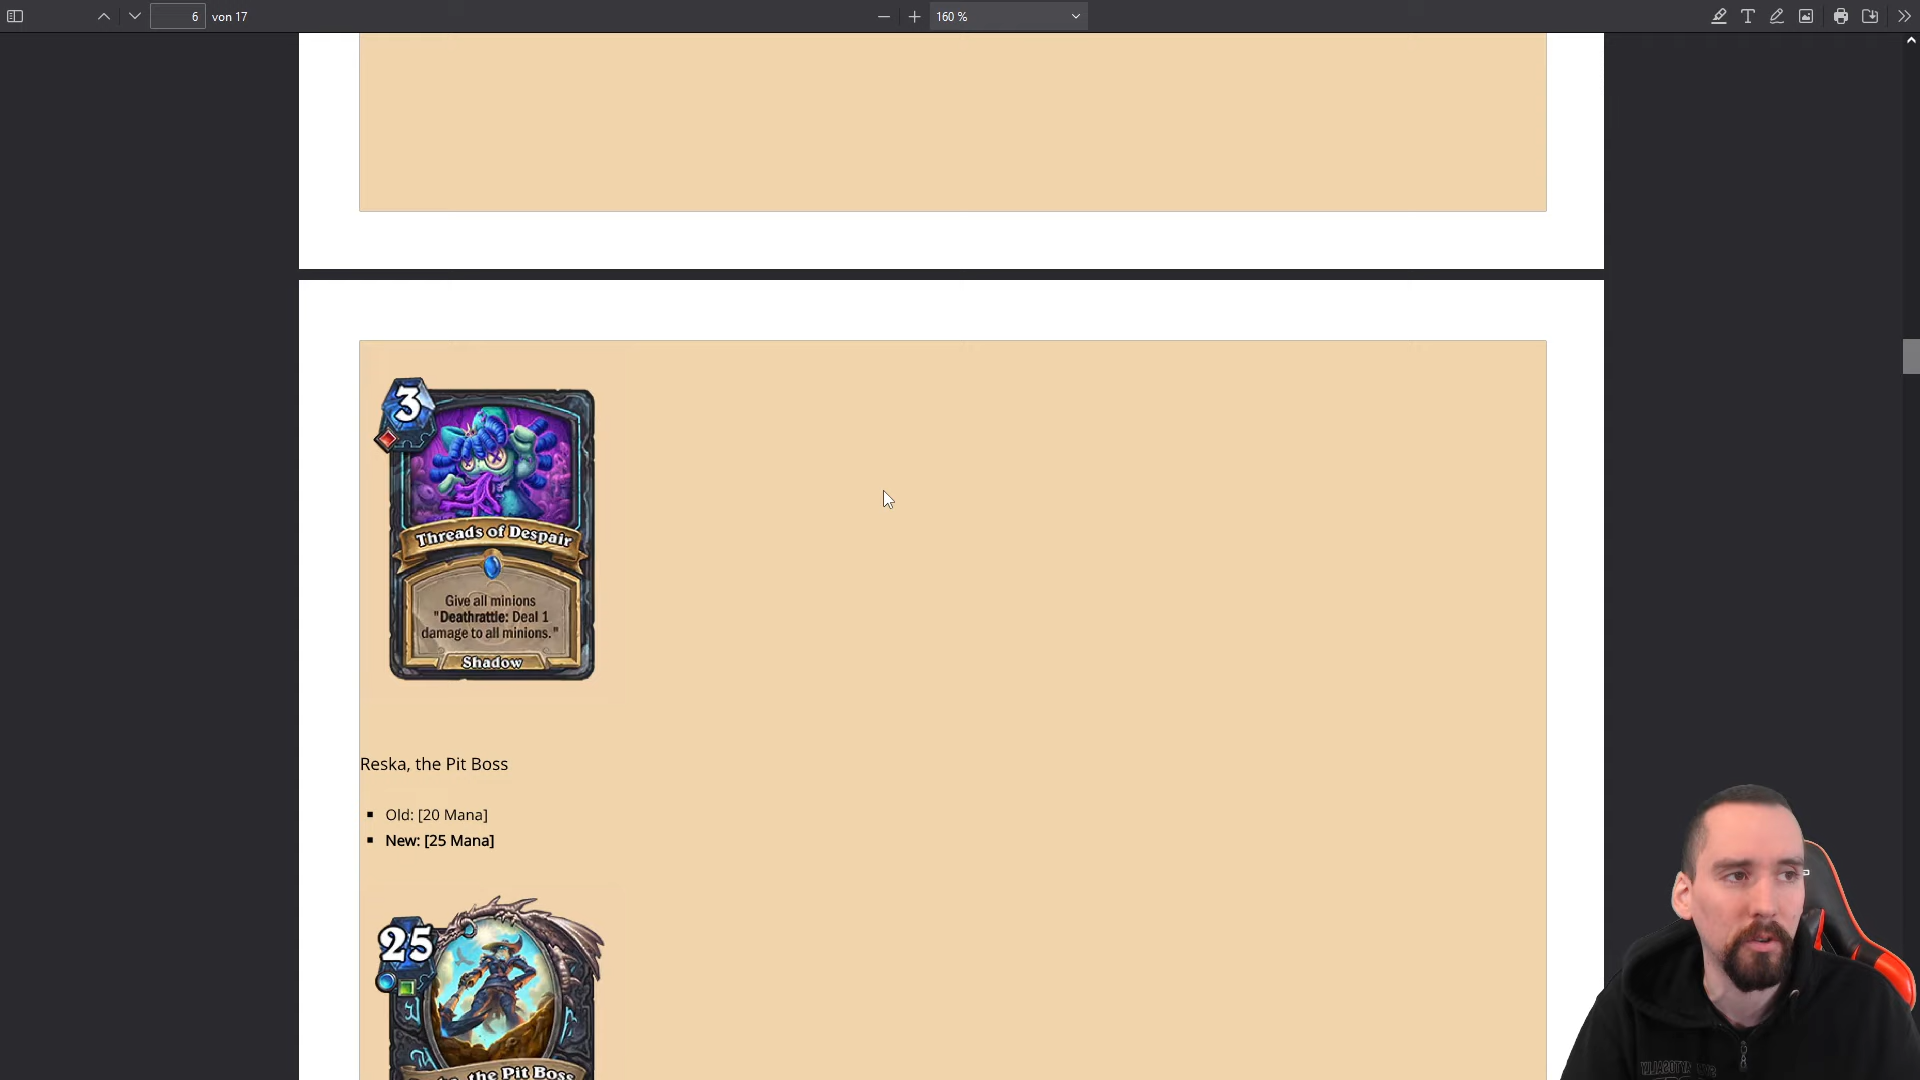 6 von 17
160 %
3
Threads of Despair
Give all minions
"Deathrattle: Deal 1
damage to all minions."
Shadow
Reska, the Pit Boss
Old: [20 Mana]
New: [25 Mana]
25
the Pit Boss